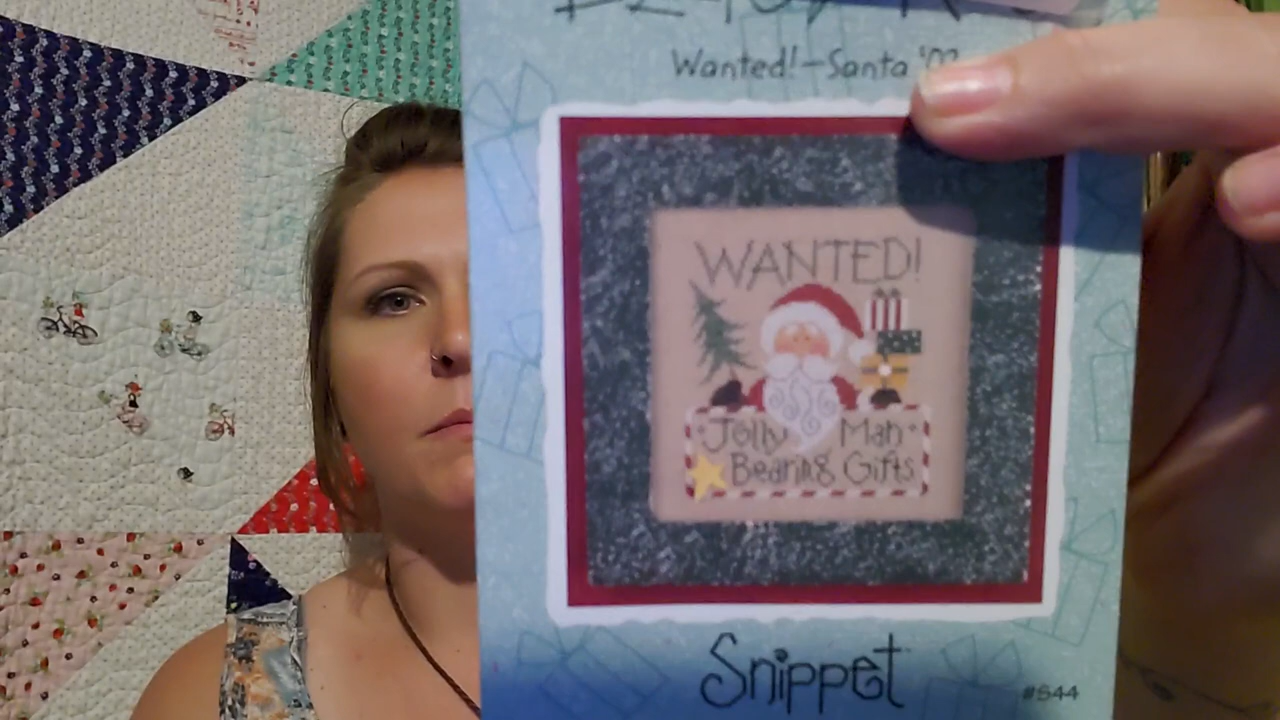 Wanted!-Santa '02
WANTED!
Jolly Man
Bearing Gifts
Snippet
#S44